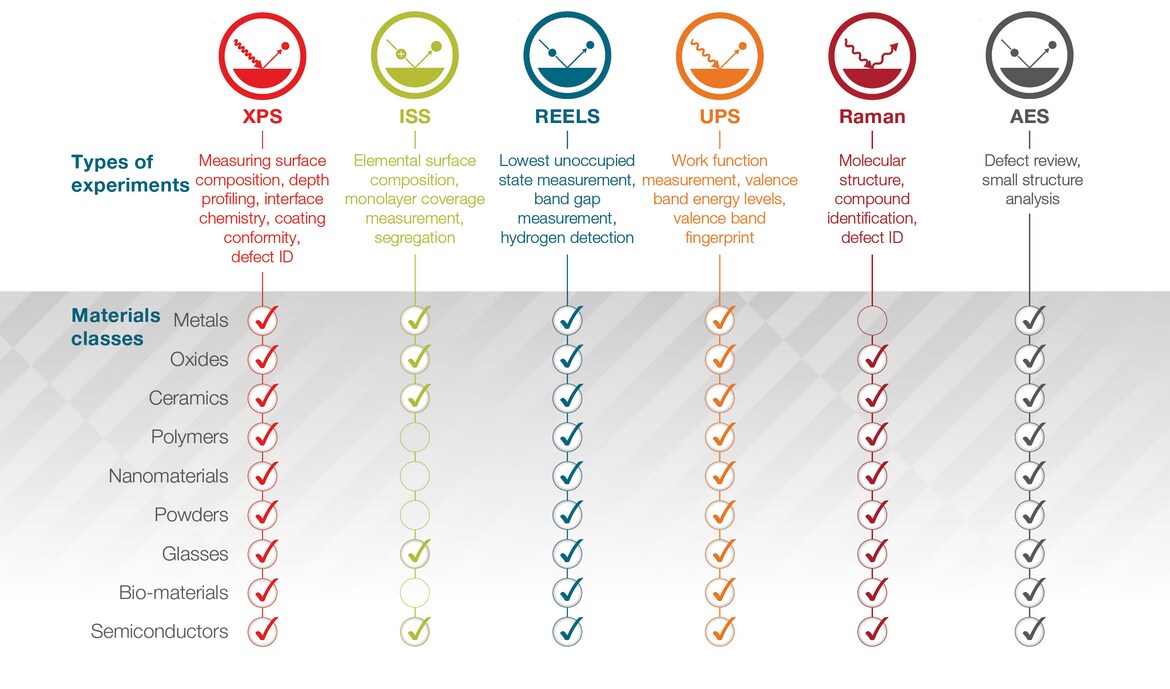 XPS
ISS
REELS
UPS
Raman
AES
Types of
experiments
Measuring surface
composition, depth
profiling, interface
chemistry, coating
conformity,
defect ID
Elemental surface
composition,
monolayer coverage
measurement,
segregation
Lowest unoccupied
state measurement,
band gap
measurement,
hydrogen detection
Work function
measurement, valence
band energy levels,
valence band
fingerprint
Molecular
structure,
compound
identification,
defect ID
Defect review,
small structure
analysis
Materials
classes
Metals
Oxides
Ceramics
Polymers
Nanomaterials
Powders
Glasses
Bio-materials
Semiconductors